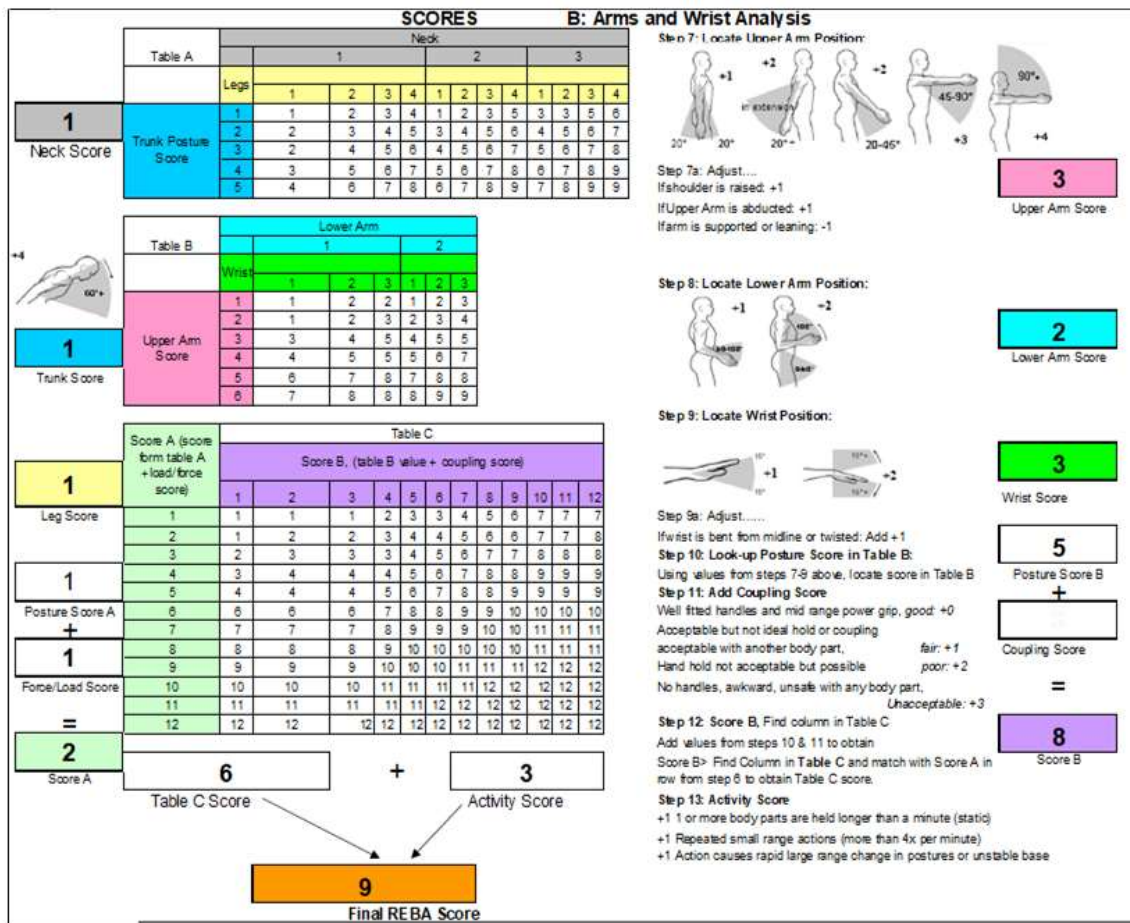 SCORES
Table A
Neck
1 2 3
Legs
1 2 3 4 1 2 3 4 1 2 3 4
Trunk Posture Score
1 1 2 3 4 1 2 3 5 3 3 5 6
2 2 3 4 5 3 4 5 6 4 5 6 7
3 2 4 5 6 4 5 6 7 5 6 7 8
4 3 5 6 7 5 6 7 8 6 7 8 9
5 4 6 7 8 6 7 8 9 7 8 9 9
1
Neck Score
+4
60°+
1
Trunk Score
Table B
Lower Arm
1 2
Wrist
1 2 3 1 2 3
Upper Arm Score
1 1 2 2 1 2 3
2 1 2 3 2 3 4
3 3 4 5 4 5 5
4 4 5 5 5 6 7
5 6 7 8 7 8 8
6 7 8 8 8 9 9
1
Leg Score
1
Posture Score A
+
1
Force/Load Score
=
2
Score A
Score A (score form table A +load/force score)
Table C
Score B, (table B value + coupling score)
1 2 3 4 5 6 7 8 9 10 11 12
1 1 1 1 2 3 3 4 5 6 7 7 7
2 1 2 2 3 4 4 5 6 6 7 7 8
3 2 3 3 3 4 5 6 7 7 8 8 8
4 3 4 4 4 5 6 7 8 8 9 9 9
5 4 4 4 5 6 7 8 8 9 9 9 9
6 6 6 6 7 8 8 9 9 10 10 10 10
7 7 7 7 8 9 9 9 10 10 11 11 11
8 8 8 8 9 10 10 10 10 10 11 11 11
9 9 9 9 10 10 10 11 11 11 12 12 12
10 10 10 10 11 11 11 11 12 12 12 12 12
11 11 11 11 11 11 12 12 12 12 12 12 12
12 12 12 12 12 12 12 12 12 12 12 12 12
6
Table C Score
+
3
Activity Score
9
Final REBA Score
B: Arms and Wrist Analysis
Step 7: Locate Upper Arm Position:
+1 +2 +2 90°+
in extension 45-90°
20° 20° 20°+ 20-45° +3 +4
Step 7a: Adjust....
If shoulder is raised: +1
If Upper Arm is abducted: +1
If arm is supported or leaning: -1
3
Upper Arm Score
Step 8: Locate Lower Arm Position:
+1 +2
2
Lower Arm Score
Step 9: Locate Wrist Position:
15° +1 15° 15°+ +2 15°+
3
Wrist Score
Step 9a: Adjust......
If wrist is bent from midline or twisted: Add +1
Step 10: Look-up Posture Score in Table B:
Using values from steps 7-9 above, locate score in Table B
5
Posture Score B
+
Step 11: Add Coupling Score
Well fitted handles and mid range power grip, good: +0
Acceptable but not ideal hold or coupling
acceptable with another body part, fair: +1
Hand hold not acceptable but possible poor: +2
No handles, awkward, unsafe with any body part,
Unacceptable: +3
Coupling Score
=
Step 12: Score B, Find column in Table C
Add values from steps 10 & 11 to obtain
Score B> Find Column in Table C and match with Score A in
row from step 6 to obtain Table C score.
8
Score B
Step 13: Activity Score
+1 1 or more body parts are held longer than a minute (static)
+1 Repeated small range actions (more than 4x per minute)
+1 Action causes rapid large range change in postures or unstable base